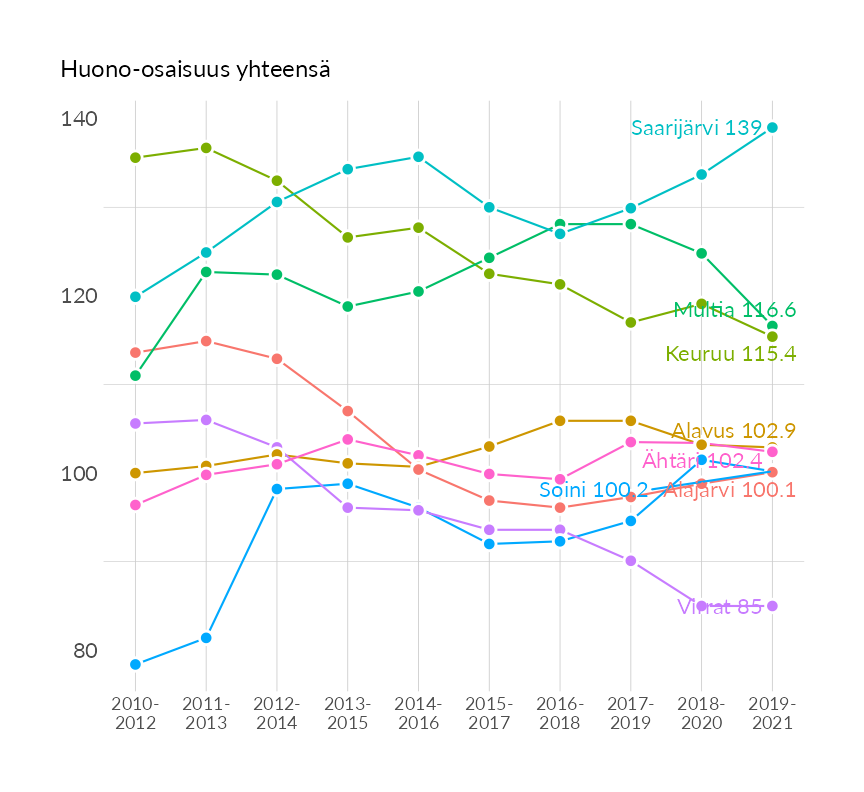 Huono-osaisuus yhteensä
140
120
100
80
Saarijärvi 139
Multia 116.6
Keuruu 115.4
Alavus 102.9
Ähtäri 102.4
Soini 100.2
Alajärvi 100.1
Virrat 85
2010-
2012
2011-
2013
2012-
2014
2013-
2015
2014-
2016
2015-
2017
2016-
2018
2017-
2019
2018-
2020
2019-
2021